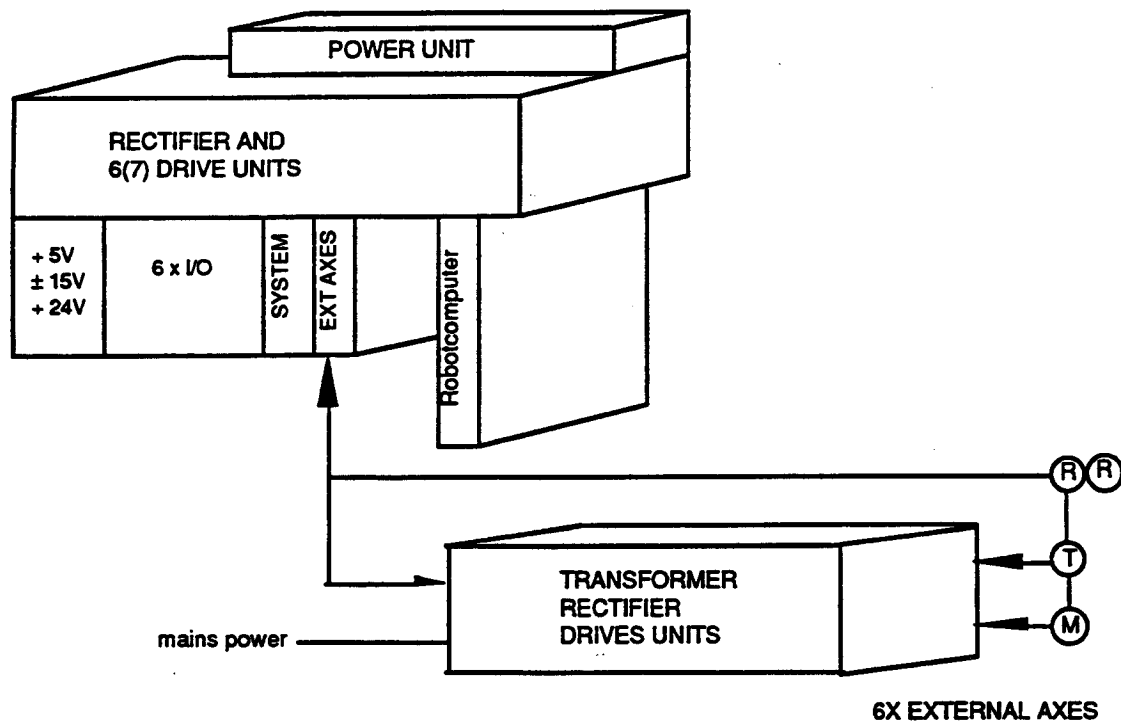 POWER UNIT
RECTIFIER AND
6(7) DRIVE UNITS
+ 5V
± 15V
+ 24V
6 x I/O
SYSTEM
EXT AXES
Robotcomputer
R R
T
TRANSFORMER
RECTIFIER
DRIVES UNITS
M
mains power
6X EXTERNAL AXES